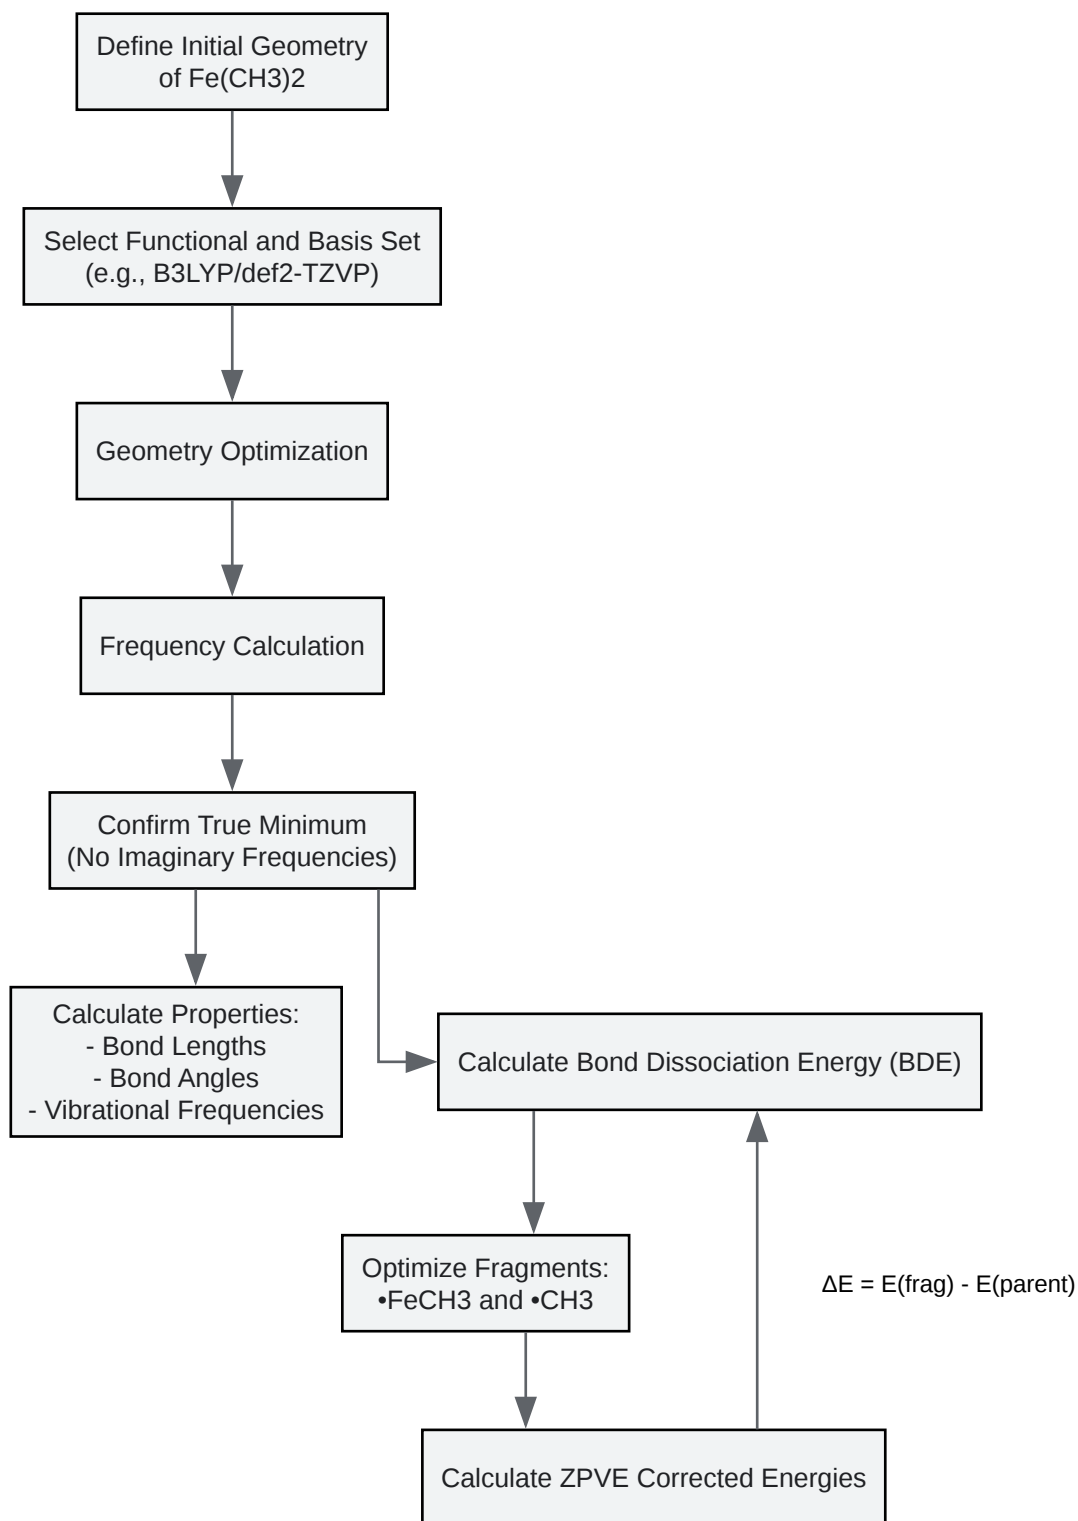 Define Initial Geometry
of Fe(CH3)2
Select Functional and Basis Set
(e.g., B3LYP/def2-TZVP)
Geometry Optimization
Frequency Calculation
Confirm True Minimum
(No Imaginary Frequencies)
Calculate Properties:
- Bond Lengths
- Bond Angles
- Vibrational Frequencies
Calculate Bond Dissociation Energy (BDE)
Optimize Fragments:
•FeCH3 and •CH3
ΔE = E(frag) - E(parent)
Calculate ZPVE Corrected Energies